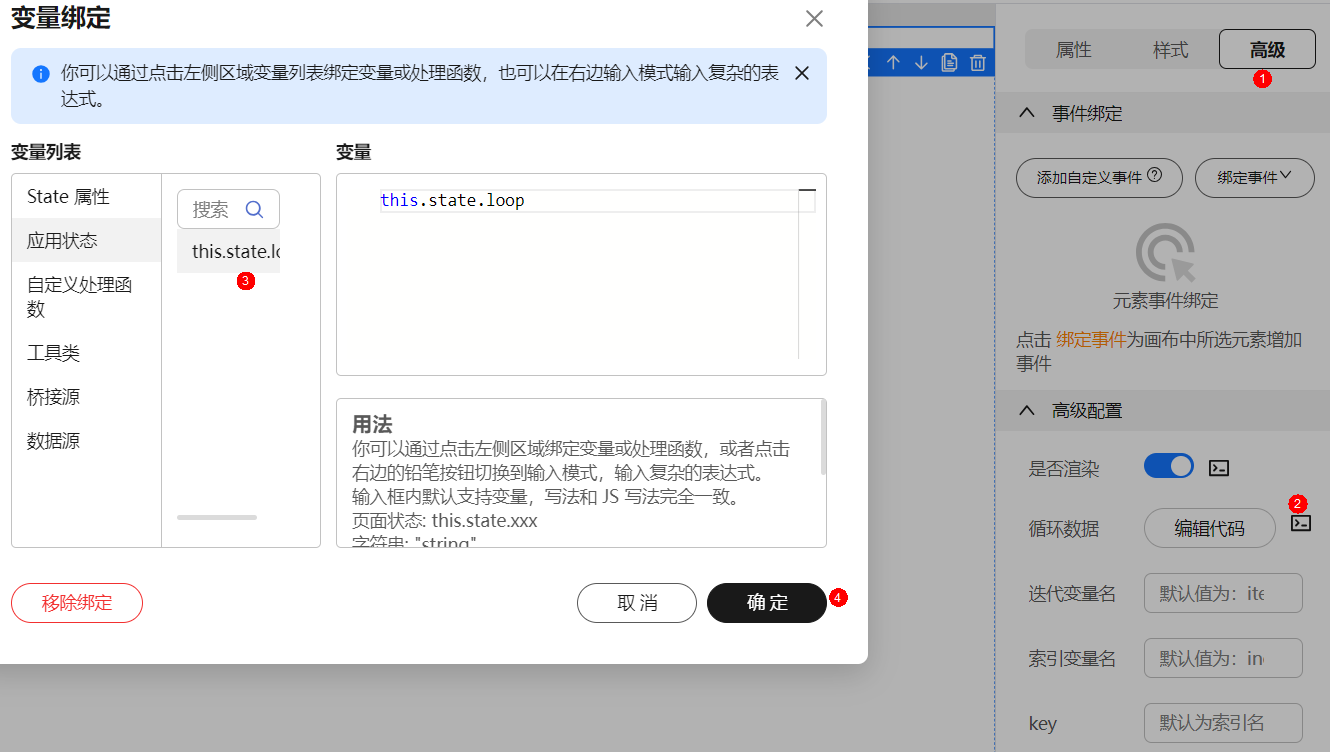 变量绑定
你可以通过点击左侧区域变量列表绑定变量或处理函数，也可以在右边输入模式输入复杂的表
达式。
变量列表
State 属性
应用状态
自定义处理函
数
工具类
桥接源
数据源
搜索
this.state.lo
3
变量
this.state.loop
用法
你可以通过点击左侧区域绑定变量或处理函数，或者点击
右边的铅笔按钮切换到输入模式，输入复杂的表达式。
输入框内默认支持变量，写法和 JS 写法完全一致。
页面状态: this.state.xxx
字符串: "string"
移除绑定
取 消
确 定
4
属性
样式
高级
1
事件绑定
添加自定义事件
绑定事件
元素事件绑定
点击 绑定事件为画布中所选元素增加
事件
高级配置
是否渲染
循环数据
编辑代码
2
迭代变量名
默认值为：ite
索引变量名
默认值为：in
key
默认为索引名